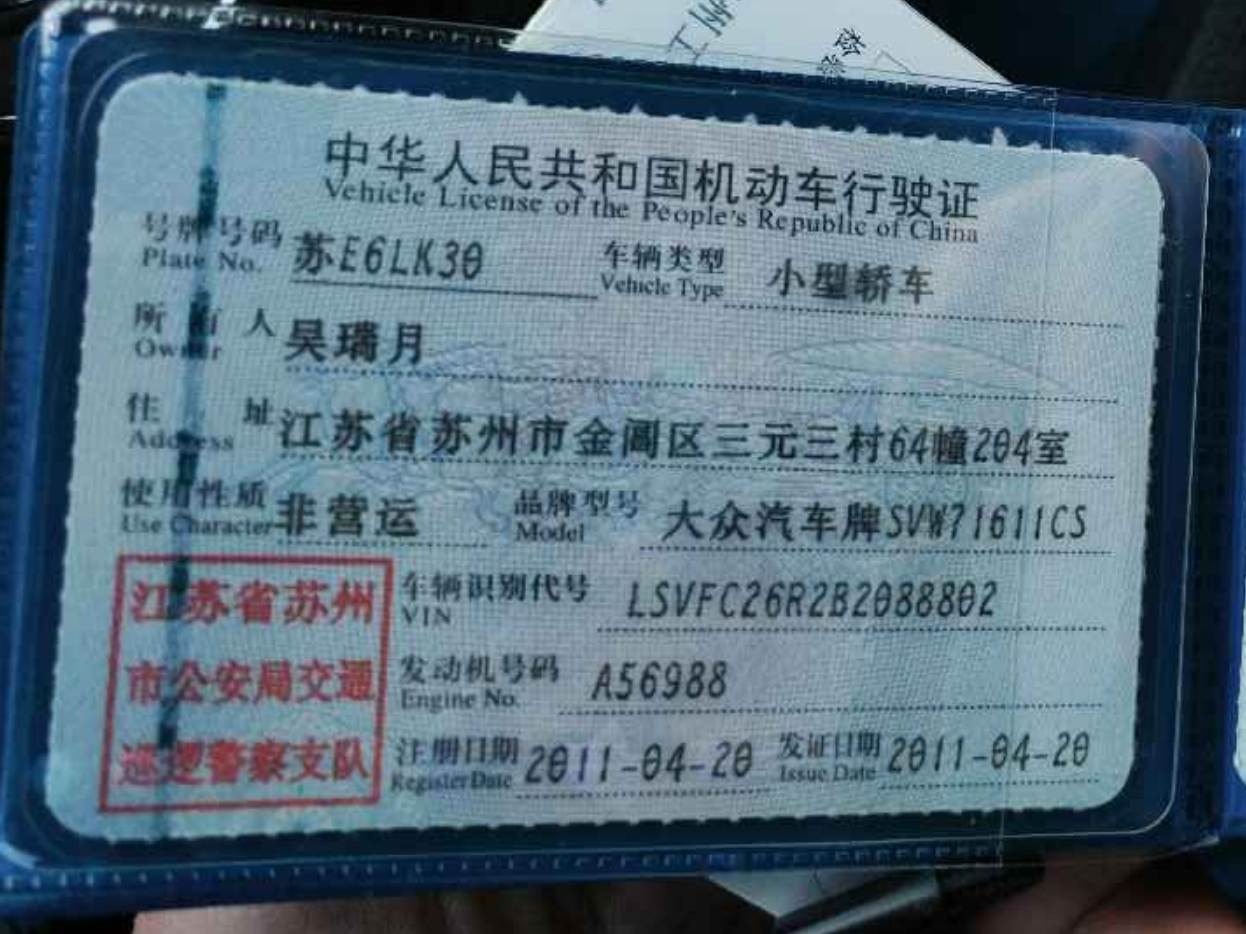 中华人民共和国机动车行驶证
Vehicle License of the People's Republic of China
号牌号码 苏E6LK30 车辆类型 小型轿车
Plate No. Vehicle Type
所有人 吴瑞月
Owner
住址 江苏省苏州市金阊区三元三村64幢204室
Address
使用性质 非营运 品牌型号 大众汽车牌SVW71611CS
Use Character Model
江苏省苏州
市公安局交通
巡逻警察支队
车辆识别代号 LSVFC26R2B2088802
VIN
发动机号码 A56988
Engine No.
注册日期 2011-04-20 发证日期 2011-04-20
Register Date Issue Date